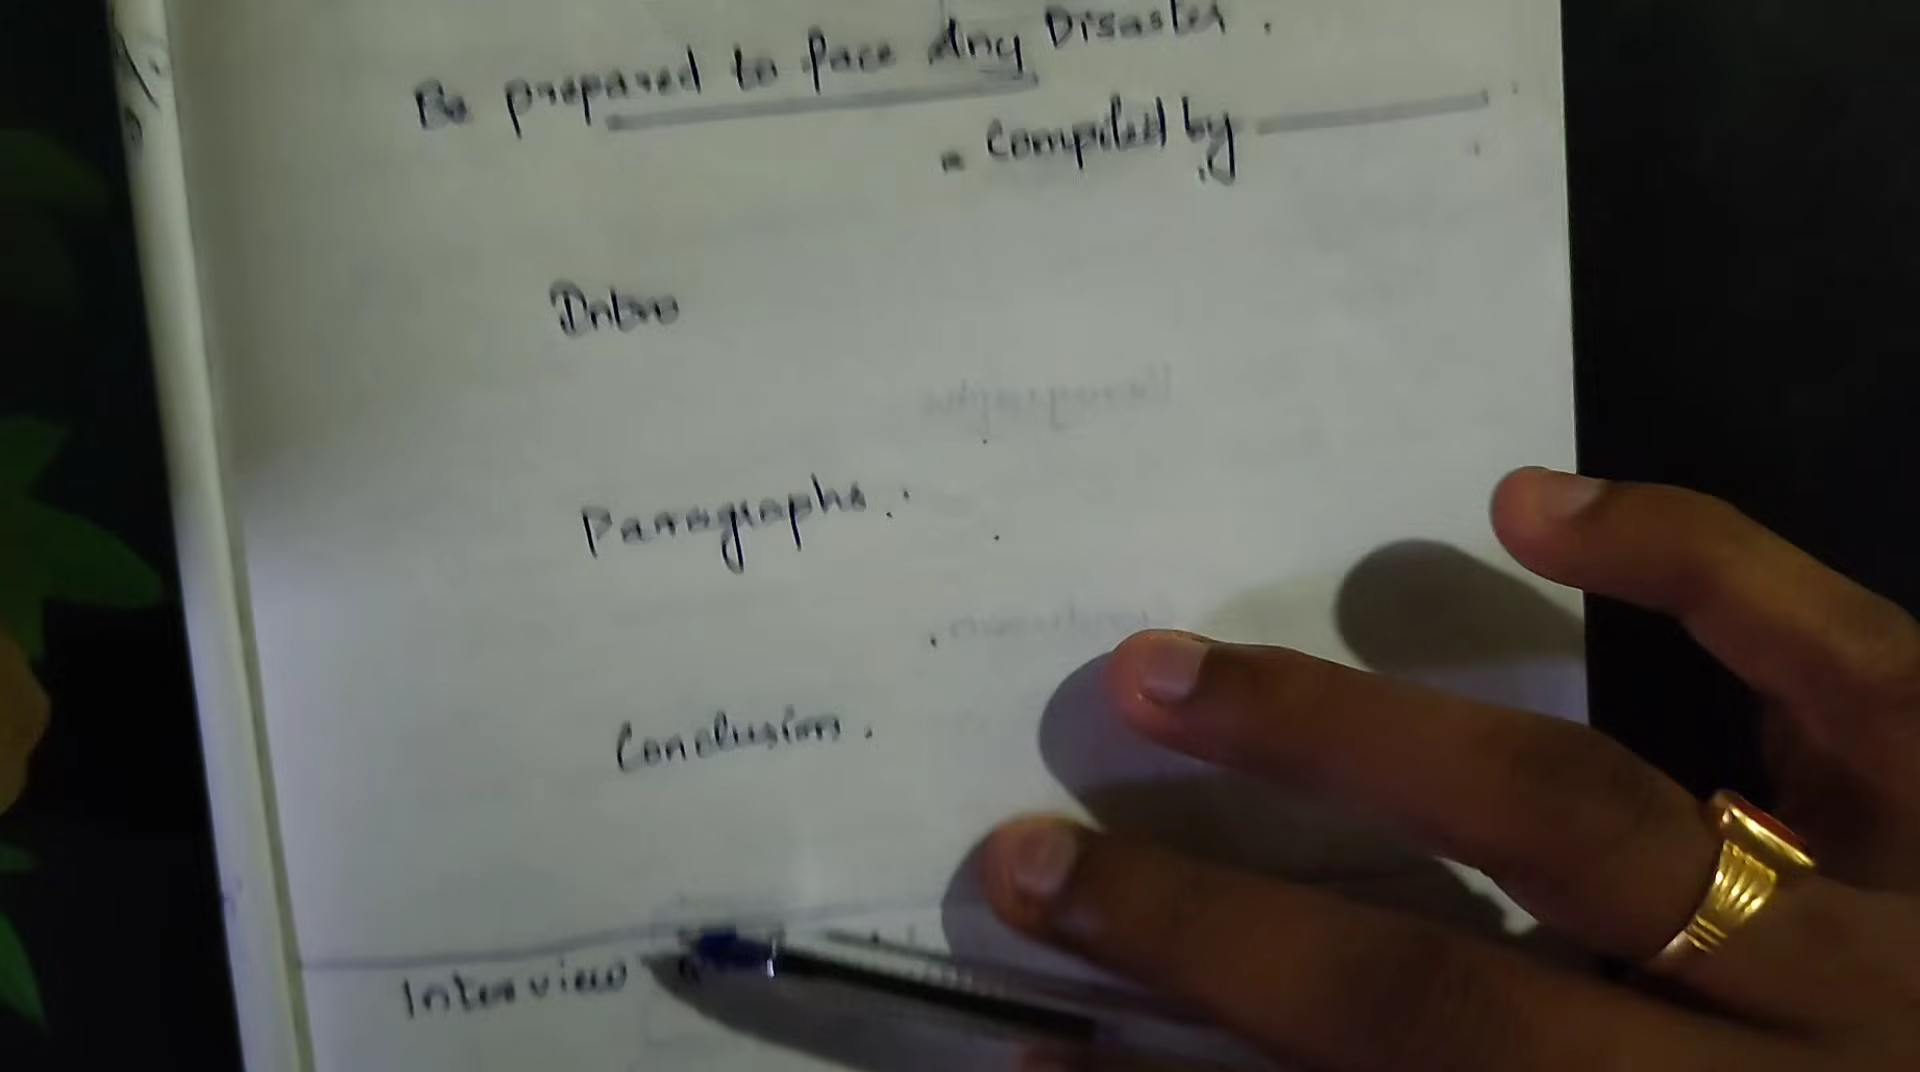 Be prepared to face any Disaster.
- Compiled by
Intro
Paragraphs.
Conclusion.
Interview